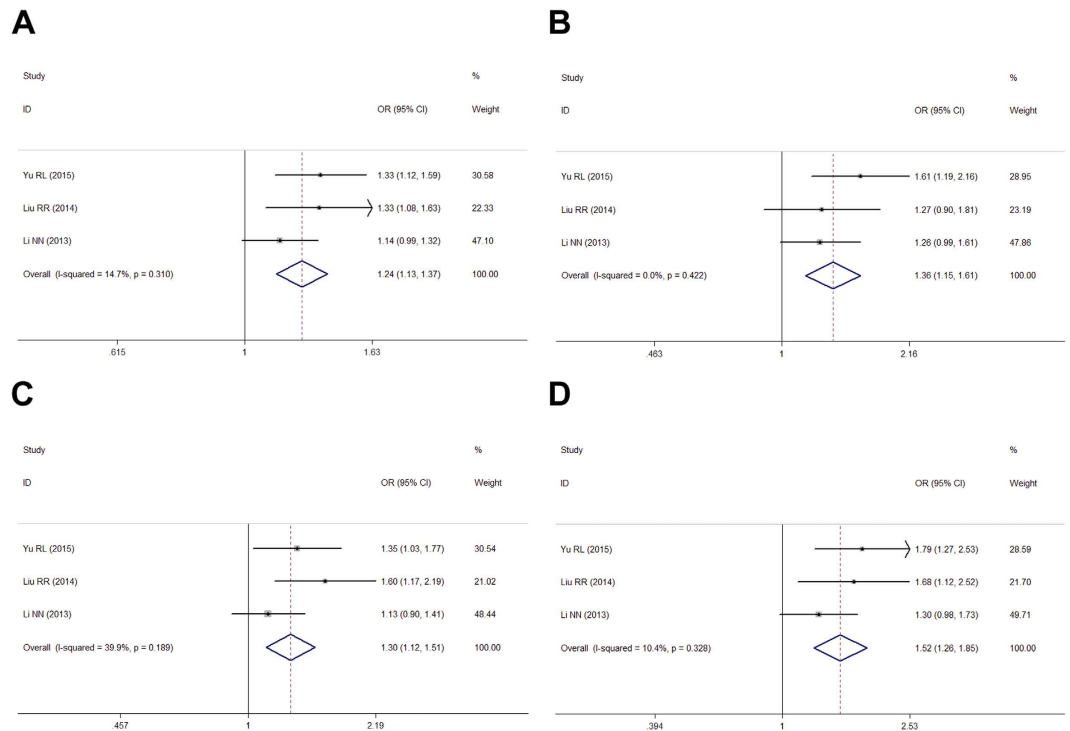 A
Study %
ID OR (95% CI) Weight
Yu RL (2015) 1.33 (1.12, 1.59) 30.58
Liu RR (2014) 1.33 (1.08, 1.63) 22.33
Li NN (2013) 1.14 (0.99, 1.32) 47.10
Overall (I-squared = 14.7%, p = 0.310) 1.24 (1.13, 1.37) 100.00
.615 1 1.63
B
Study %
ID OR (95% CI) Weight
Yu RL (2015) 1.61 (1.19, 2.16) 28.95
Liu RR (2014) 1.27 (0.90, 1.81) 23.19
Li NN (2013) 1.26 (0.99, 1.61) 47.86
Overall (I-squared = 0.0%, p = 0.422) 1.36 (1.15, 1.61) 100.00
.463 1 2.16
C
Study %
ID OR (95% CI) Weight
Yu RL (2015) 1.35 (1.03, 1.77) 30.54
Liu RR (2014) 1.60 (1.17, 2.19) 21.02
Li NN (2013) 1.13 (0.90, 1.41) 48.44
Overall (I-squared = 39.9%, p = 0.189) 1.30 (1.12, 1.51) 100.00
.457 1 2.19
D
Study %
ID OR (95% CI) Weight
Yu RL (2015) 1.79 (1.27, 2.53) 28.59
Liu RR (2014) 1.68 (1.12, 2.52) 21.70
Li NN (2013) 1.30 (0.98, 1.73) 49.71
Overall (I-squared = 10.4%, p = 0.328) 1.52 (1.26, 1.85) 100.00
.394 1 2.53